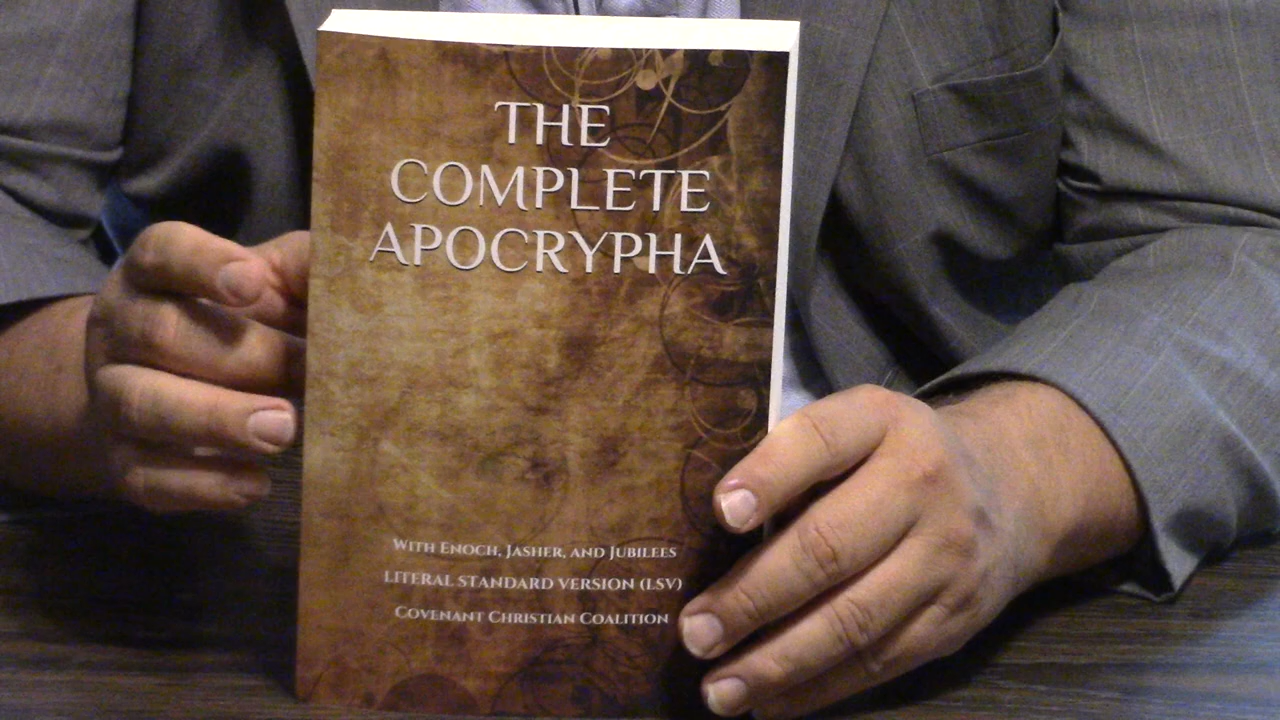 THE
COMPLETE
APOCRYPHA
WITH ENOCH, JASHER, AND JUBILEES
LITERAL STANDARD VERSION (LSV)
COVENANT CHRISTIAN COALITION